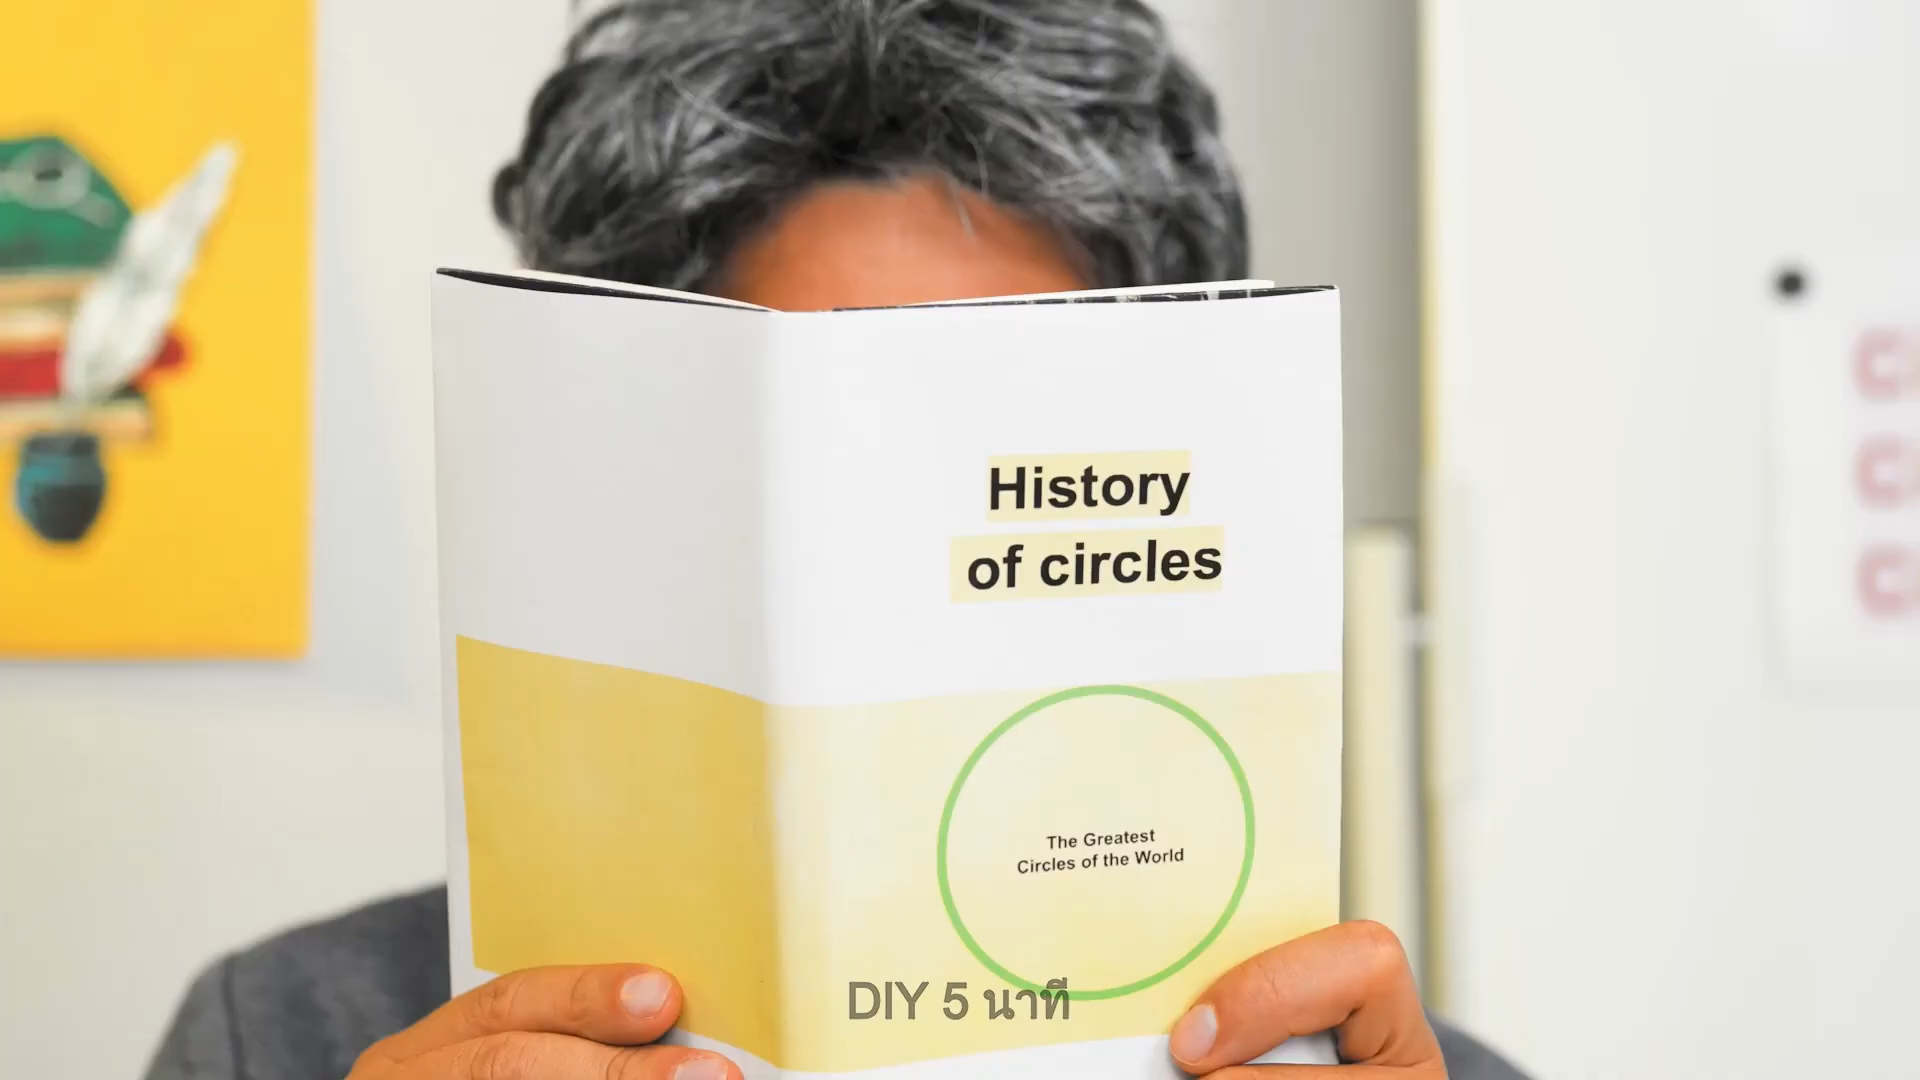 History
of circles
The Greatest
Circles of the World
DIY 5 นาที